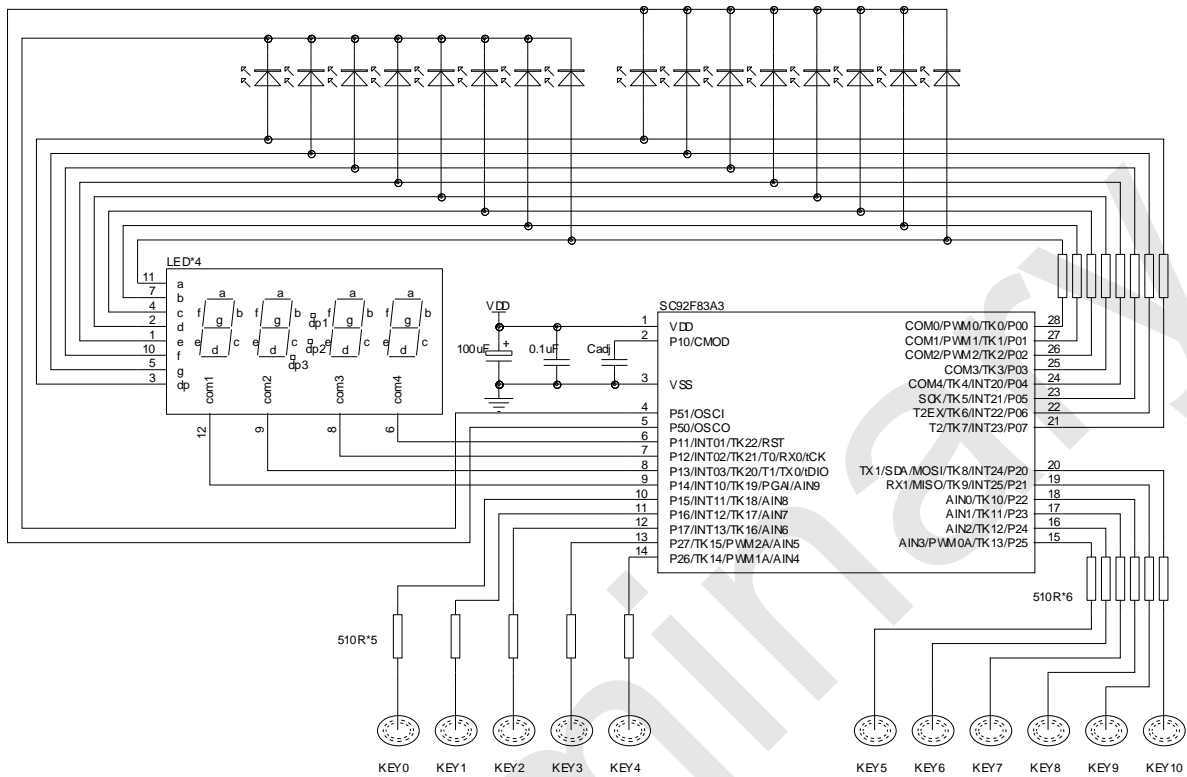 LED*4
11 a
7 b
4 c
2 d
1 e
10 f
5 g
3 dp
a
f b
g
e c
d
a
f b
g
e c
d
dp1
dp2
dp3
a
f b
g
e c
d
a
f b
g
e c
d
com1
com2
com3
com4
12
9
8
6
VDD
100uF
+
0.1uF
Cadj
SC92F83A3
1 VDD
2 P10/CMOD
3 VSS
4 P51/OSCI
5 P50/OSCO
6 P11/INT01/TK22/RST
7 P12/INT02/TK21/T0/RX0/tCK
8 P13/INT03/TK20/T1/TX0/tDIO
9 P14/INT10/TK19/PGAI/AIN9
10 P15/INT11/TK18/AIN8
11 P16/INT12/TK17/AIN7
12 P17/INT13/TK16/AIN6
13 P27/TK15/PWM2A/AIN5
14 P26/TK14/PWM1A/AIN4
COM0/PWM0/TK0/P00 28
COM1/PWM1/TK1/P01 27
COM2/PWM2/TK2/P02 26
COM3/TK3/P03 25
COM4/TK4/INT20/P04 24
SCK/TK5/INT21/P05 23
T2EX/TK6/INT22/P06 22
T2/TK7/INT23/P07 21
TX1/SDA/MOSI/TK8/INT24/P20 20
RX1/MISO/TK9/INT25/P21 19
AIN0/TK10/P22 18
AIN1/TK11/P23 17
AIN2/TK12/P24 16
AIN3/PWM0A/TK13/P25 15
510R*5
510R*6
KEY0 KEY1 KEY2 KEY3 KEY4 KEY5 KEY6 KEY7 KEY8 KEY9 KEY10
minary